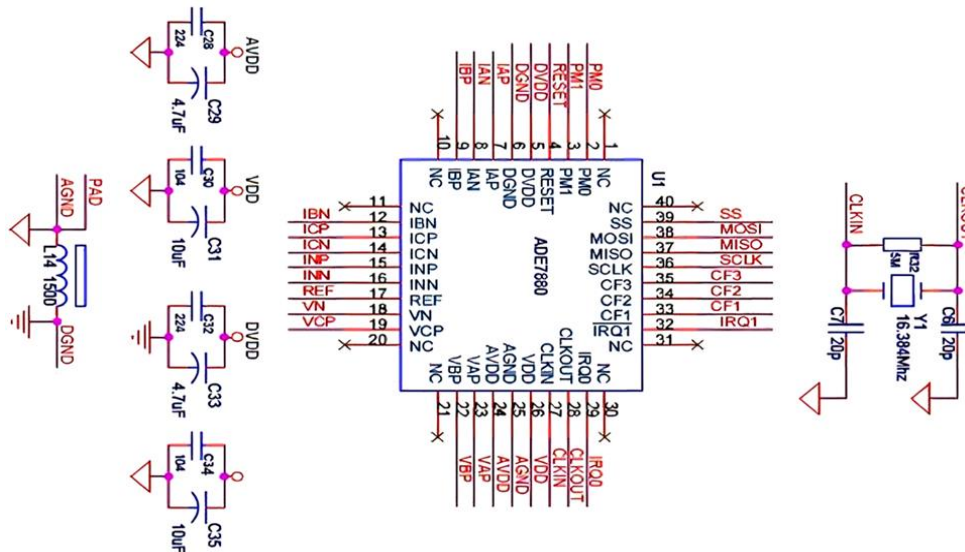 C28
224
AVDD
C29
4.7uF
C30
104
VDD
C31
10uF
AGND
PAD
L14
1500
DGND
C32
224
DVDD
C33
4.7uF
C34
104
C35
10uF
IBP
IAN
IAP
DGND
DVDD
RESET
PM1
PM0
10
9
8
7
6
5
4
3
2
1
NC
IBP
IAN
IAP
DGND
DVDD
RESET
PM1
PM0
NC
U1
ADE7880
11 NC
IBN 12 IBN
ICP 13 ICP
ICN 14 ICN
INP 15 INP
INN 16 INN
REF 17 REF
VN 18 VN
VCP 19 VCP
20 NC
NC 40
SS 39 SS
MOSI 38 MOSI
MISO 37 MISO
SCLK 36 SCLK
CF3 35 CF3
CF2 34 CF2
CF1 33 CF1
IRQ1 32 IRQ1
NC 31
NC
VBP
VAP
AVDD
AGND
VDD
CLKIN
CLKOUT
IRQ0
NC
21
22
23
24
25
26
27
28
29
30
VBP
VAP
AVDD
AGND
VDD
CLKIN
CLKOUT
IRQ0
CLKIN
CLKOUT
R32
5M
Y1
16.384Mhz
C7
20p
C6
20p